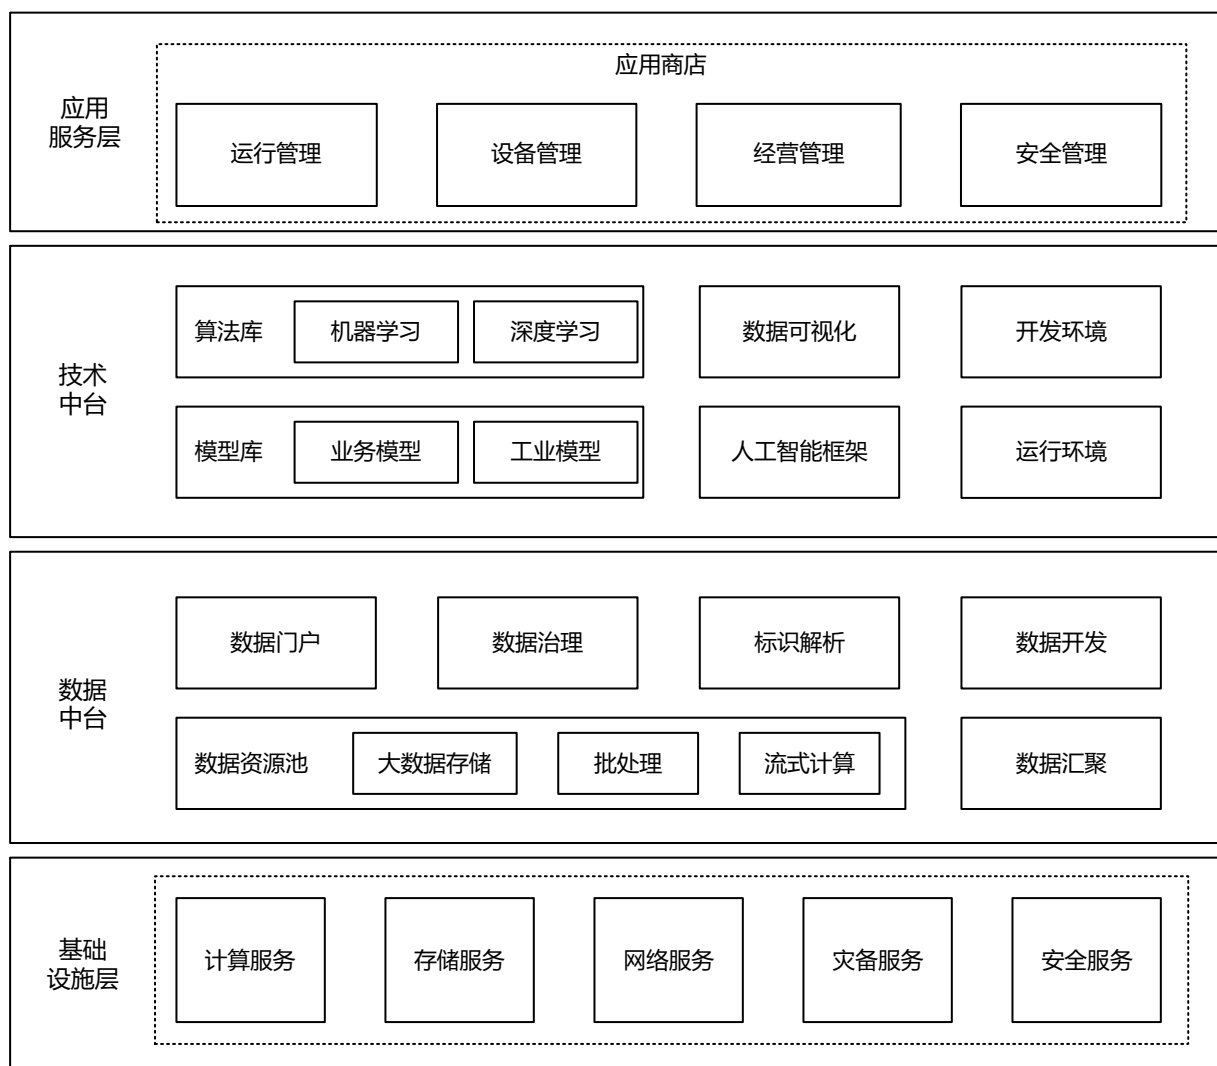 应用商店
应用
服务层
运行管理
设备管理
经营管理
安全管理
技术
中台
算法库
机器学习
深度学习
数据可视化
开发环境
模型库
业务模型
工业模型
人工智能框架
运行环境
数据
中台
数据门户
数据治理
标识解析
数据开发
数据资源池
大数据存储
批处理
流式计算
数据汇聚
基础
设施层
计算服务
存储服务
网络服务
灾备服务
安全服务